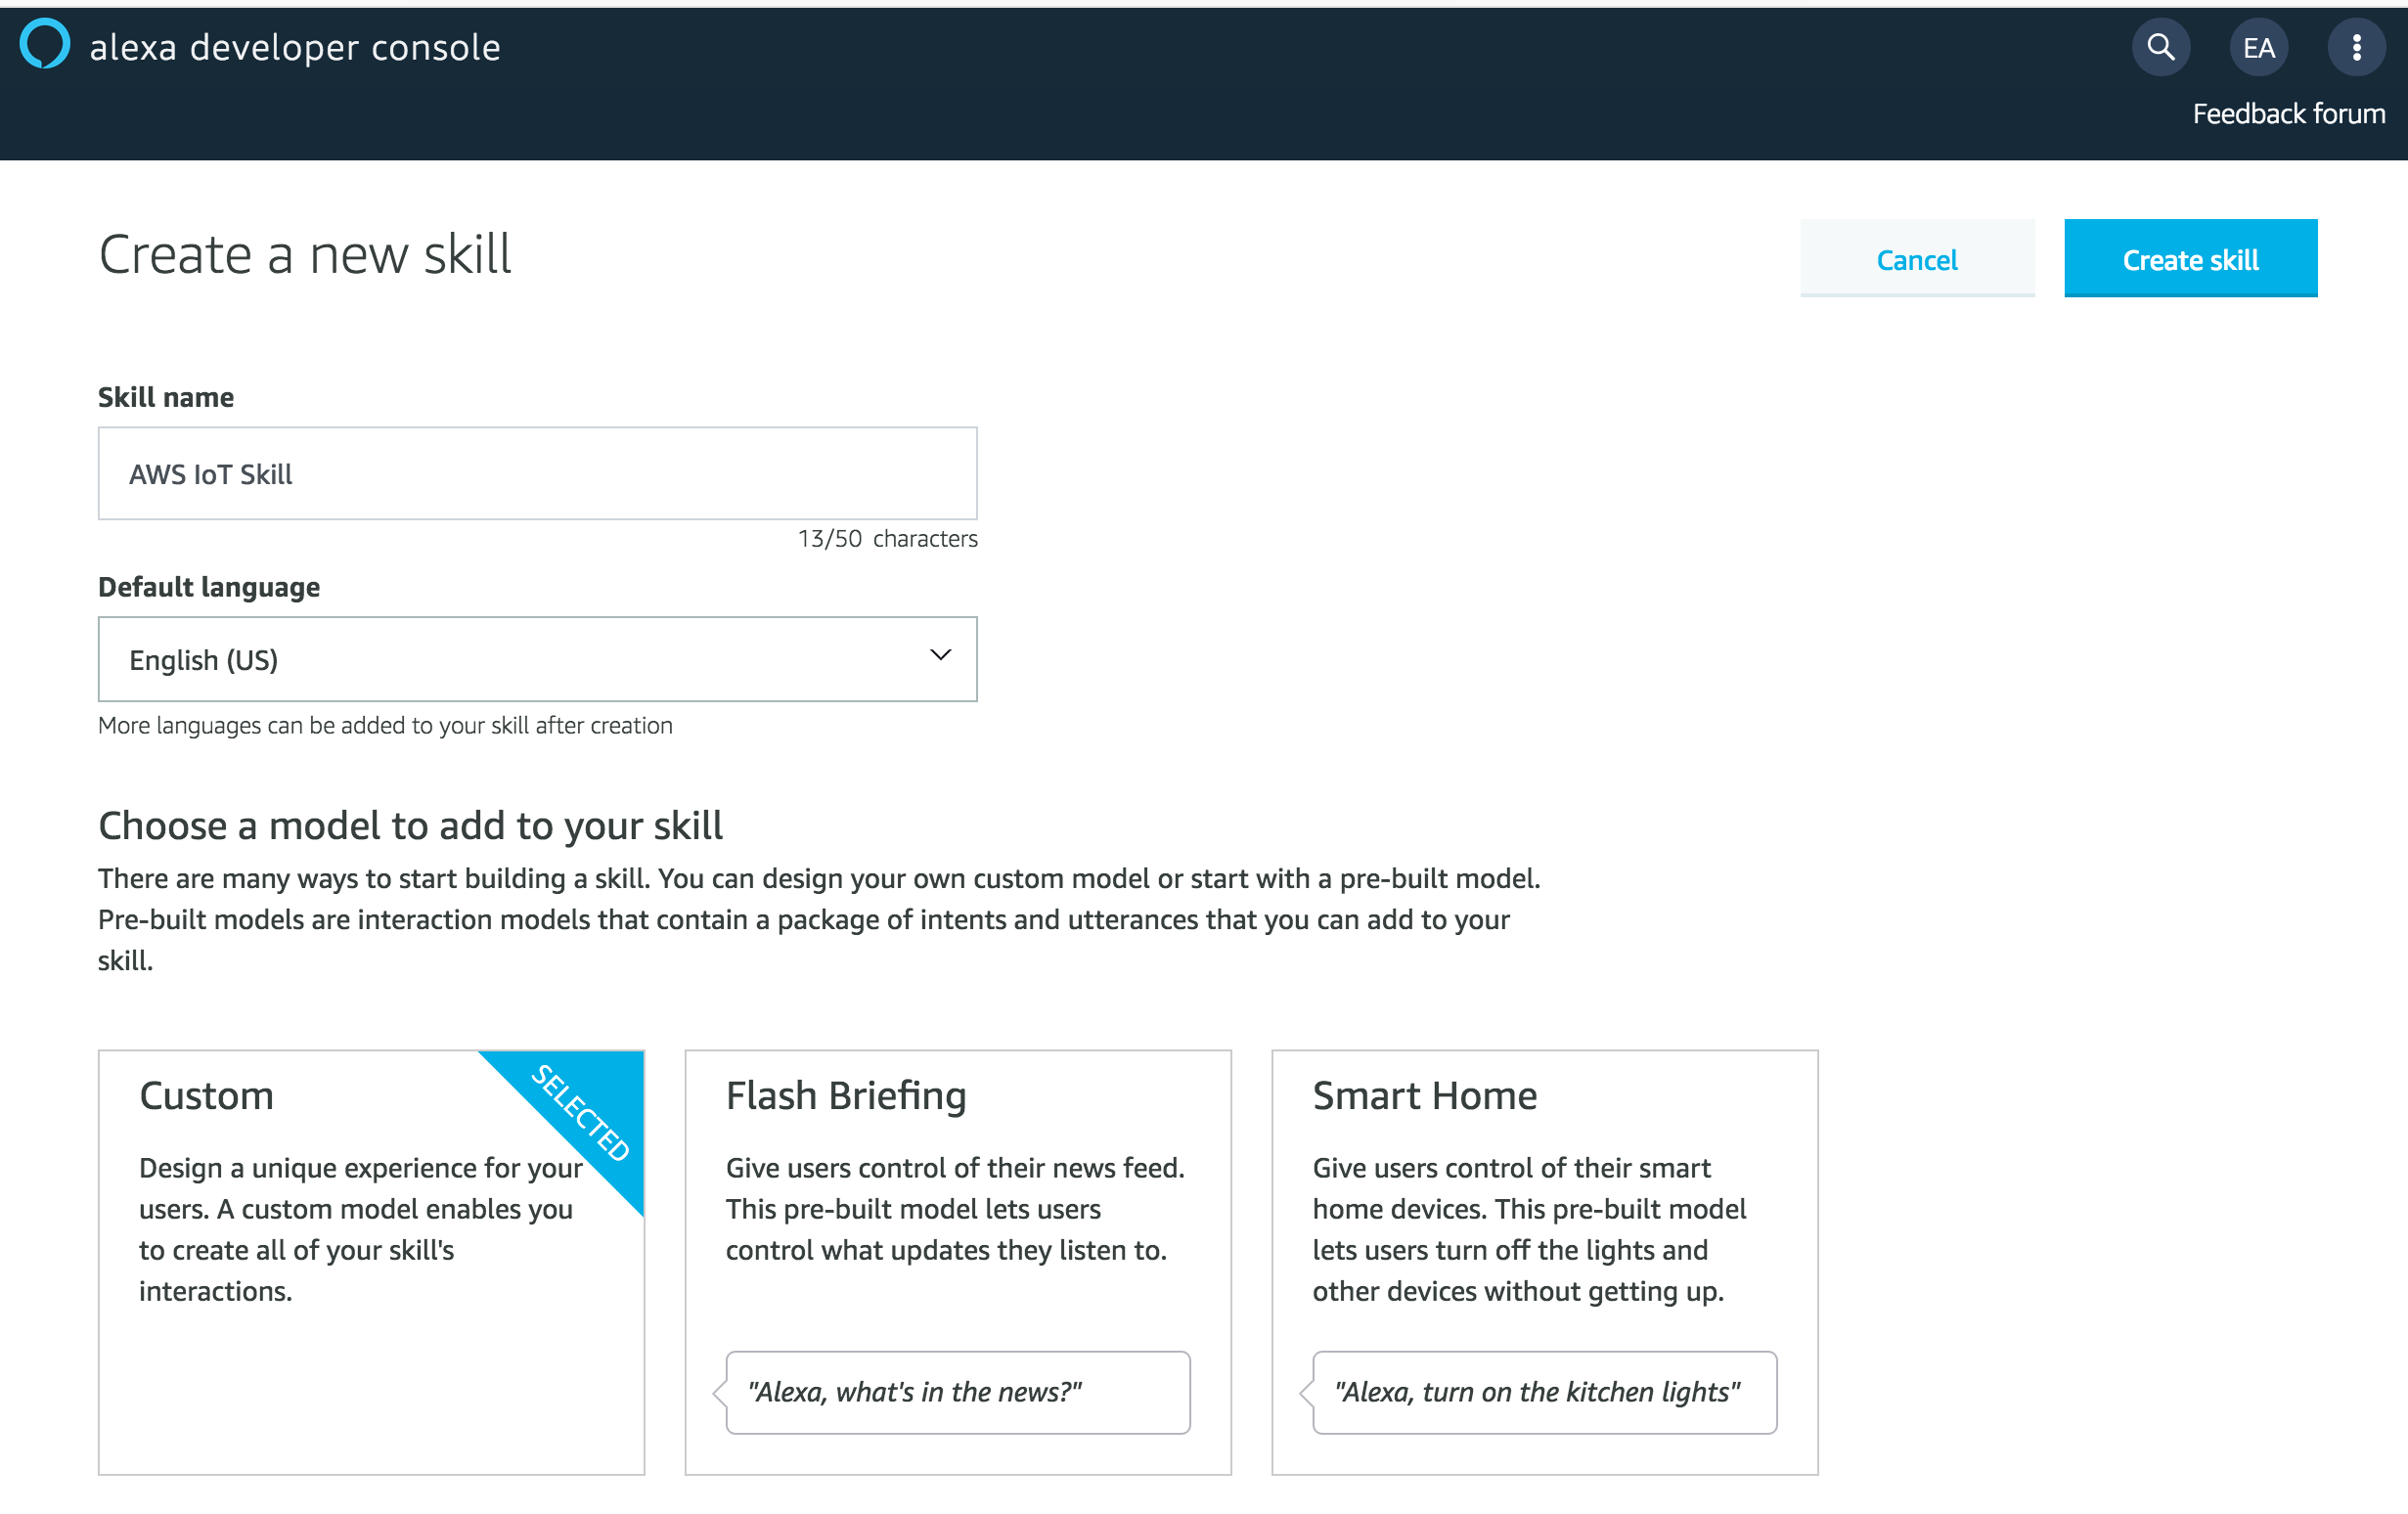 alexa developer console
EA
Feedback forum
Create a new skill
Cancel
Create skill
Skill name
AWS IoT Skill
13/50 characters
Default language
English (US)
More languages can be added to your skill after creation
Choose a model to add to your skill
There are many ways to start building a skill. You can design your own custom model or start with a pre-built model.
Pre-built models are interaction models that contain a package of intents and utterances that you can add to your
skill.
Custom
SELECTED
Design a unique experience for your
users. A custom model enables you
to create all of your skill's
interactions.
Flash Briefing
Give users control of their news feed.
This pre-built model lets users
control what updates they listen to.
"Alexa, what's in the news?"
Smart Home
Give users control of their smart
home devices. This pre-built model
lets users turn off the lights and
other devices without getting up.
"Alexa, turn on the kitchen lights"